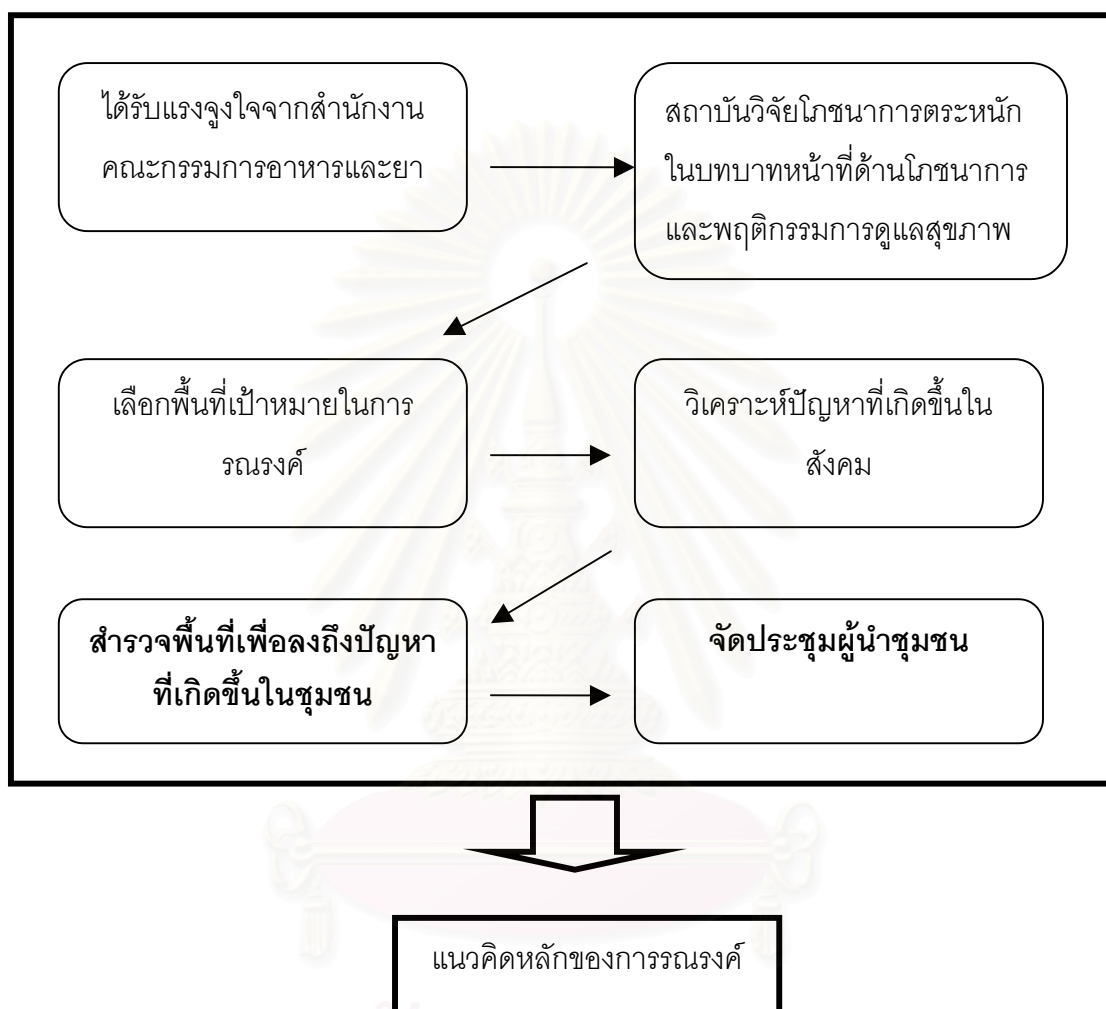 ได้รับแรงจูงใจจากสำนักงาน
คณะกรรมการอาหารและยา
สถาบันวิจัยโภชนาการตระหนัก
ในบทบาทหน้าที่ด้านโภชนาการ
และพฤติกรรมการดูแลสุขภาพ
เลือกพื้นที่เป้าหมายในการ
รณรงค์
วิเคราะห์ปัญหาที่เกิดขึ้นใน
สังคม
สำรวจพื้นที่เพื่อลงถึงปัญหา
ที่เกิดขึ้นในชุมชน
จัดประชุมผู้นำชุมชน
แนวคิดหลักของการรณรงค์